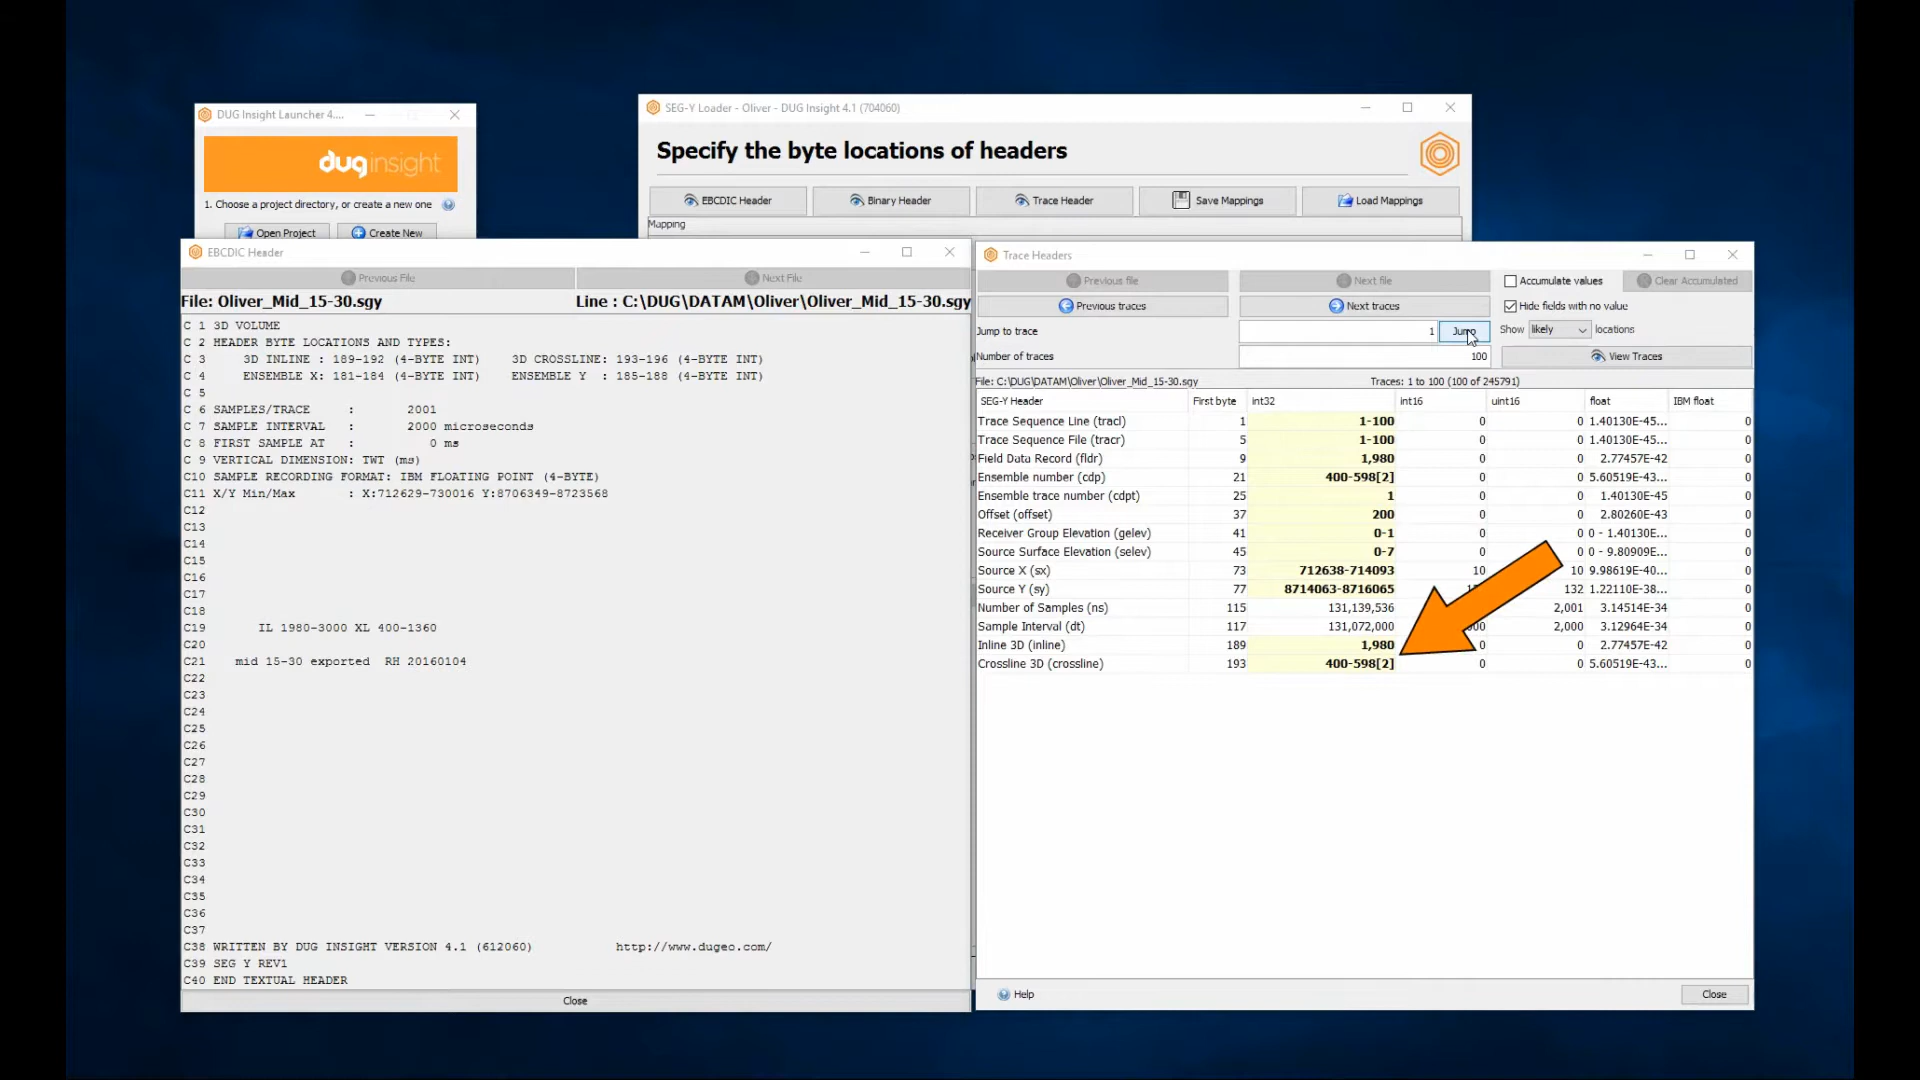 DUG Insight Launcher 4....
duginsight
1. Choose a project directory, or create a new one
Open Project Create New
SEG-Y Loader - Oliver - DUG Insight 4.1 (704060)
Specify the byte locations of headers
EBCDIC Header Binary Header Trace Header Save Mappings Load Mappings
Mapping
EBCDIC Header
Previous File Next File
File: Oliver_Mid_15-30.sgy Line : C:\DUG\DATAM\Oliver\Oliver_Mid_15-30.sgy
C 1 3D VOLUME
C 2 HEADER BYTE LOCATIONS AND TYPES:
C 3 3D INLINE : 189-192 (4-BYTE INT) 3D CROSSLINE: 193-196 (4-BYTE INT)
C 4 ENSEMBLE X: 181-184 (4-BYTE INT) ENSEMBLE Y : 185-188 (4-BYTE INT)
C 5
C 6 SAMPLES/TRACE : 2001
C 7 SAMPLE INTERVAL : 2000 microseconds
C 8 FIRST SAMPLE AT : 0 ms
C 9 VERTICAL DIMENSION: TWT (ms)
C10 SAMPLE RECORDING FORMAT: IBM FLOATING POINT (4-BYTE)
C11 X/Y Min/Max : X:712629-730016 Y:8706349-8723568
C12
C13
C14
C15
C16
C17
C18
C19 IL 1980-3000 XL 400-1360
C20
C21 mid 15-30 exported RH 20160104
C22
C23
C24
C25
C26
C27
C28
C29
C30
C31
C32
C33
C34
C35
C36
C37
C38 WRITTEN BY DUG INSIGHT VERSION 4.1 (612060) http://www.dugeo.com/
C39 SEG Y REV1
C40 END TEXTUAL HEADER
Close
Trace Headers
Previous file Next file Accumulate values Clear Accumulated
Previous traces Next traces Hide fields with no value
Jump to trace 1 Jump Show likely locations
Number of traces 100 View Traces
File: C:\DUG\DATAM\Oliver\Oliver_Mid_15-30.sgy Traces: 1 to 100 (100 of 245791)
SEG-Y Header First byte int32 int16 uint16 float IBM float
Trace Sequence Line (tracl) 1 1-100 0 0 1.40130E-45... 0
Trace Sequence File (tracr) 5 1-100 0 0 1.40130E-45... 0
Field Data Record (fldr) 9 1,980 0 0 2.77457E-42 0
Ensemble number (cdp) 21 400-598[2] 0 0 5.60519E-43... 0
Ensemble trace number (cdpt) 25 1 0 0 1.40130E-45 0
Offset (offset) 37 200 0 0 2.80260E-43 0
Receiver Group Elevation (gelev) 41 0-1 0 0 0 - 1.40130E... 0
Source Surface Elevation (selev) 45 0-7 0 0 0 - 9.80909E... 0
Source X (sx) 73 712638-714093 10 10 9.98619E-40... 0
Source Y (sy) 77 8714063-8716065 132 1.22110E-38... 0
Number of Samples (ns) 115 131,139,536 2,001 3.14514E-34 0
Sample Interval (dt) 117 131,072,000 2,000 3.12964E-34 0
Inline 3D (inline) 189 1,980 0 0 2.77457E-42 0
Crossline 3D (crossline) 193 400-598[2] 0 0 5.60519E-43... 0
Help Close